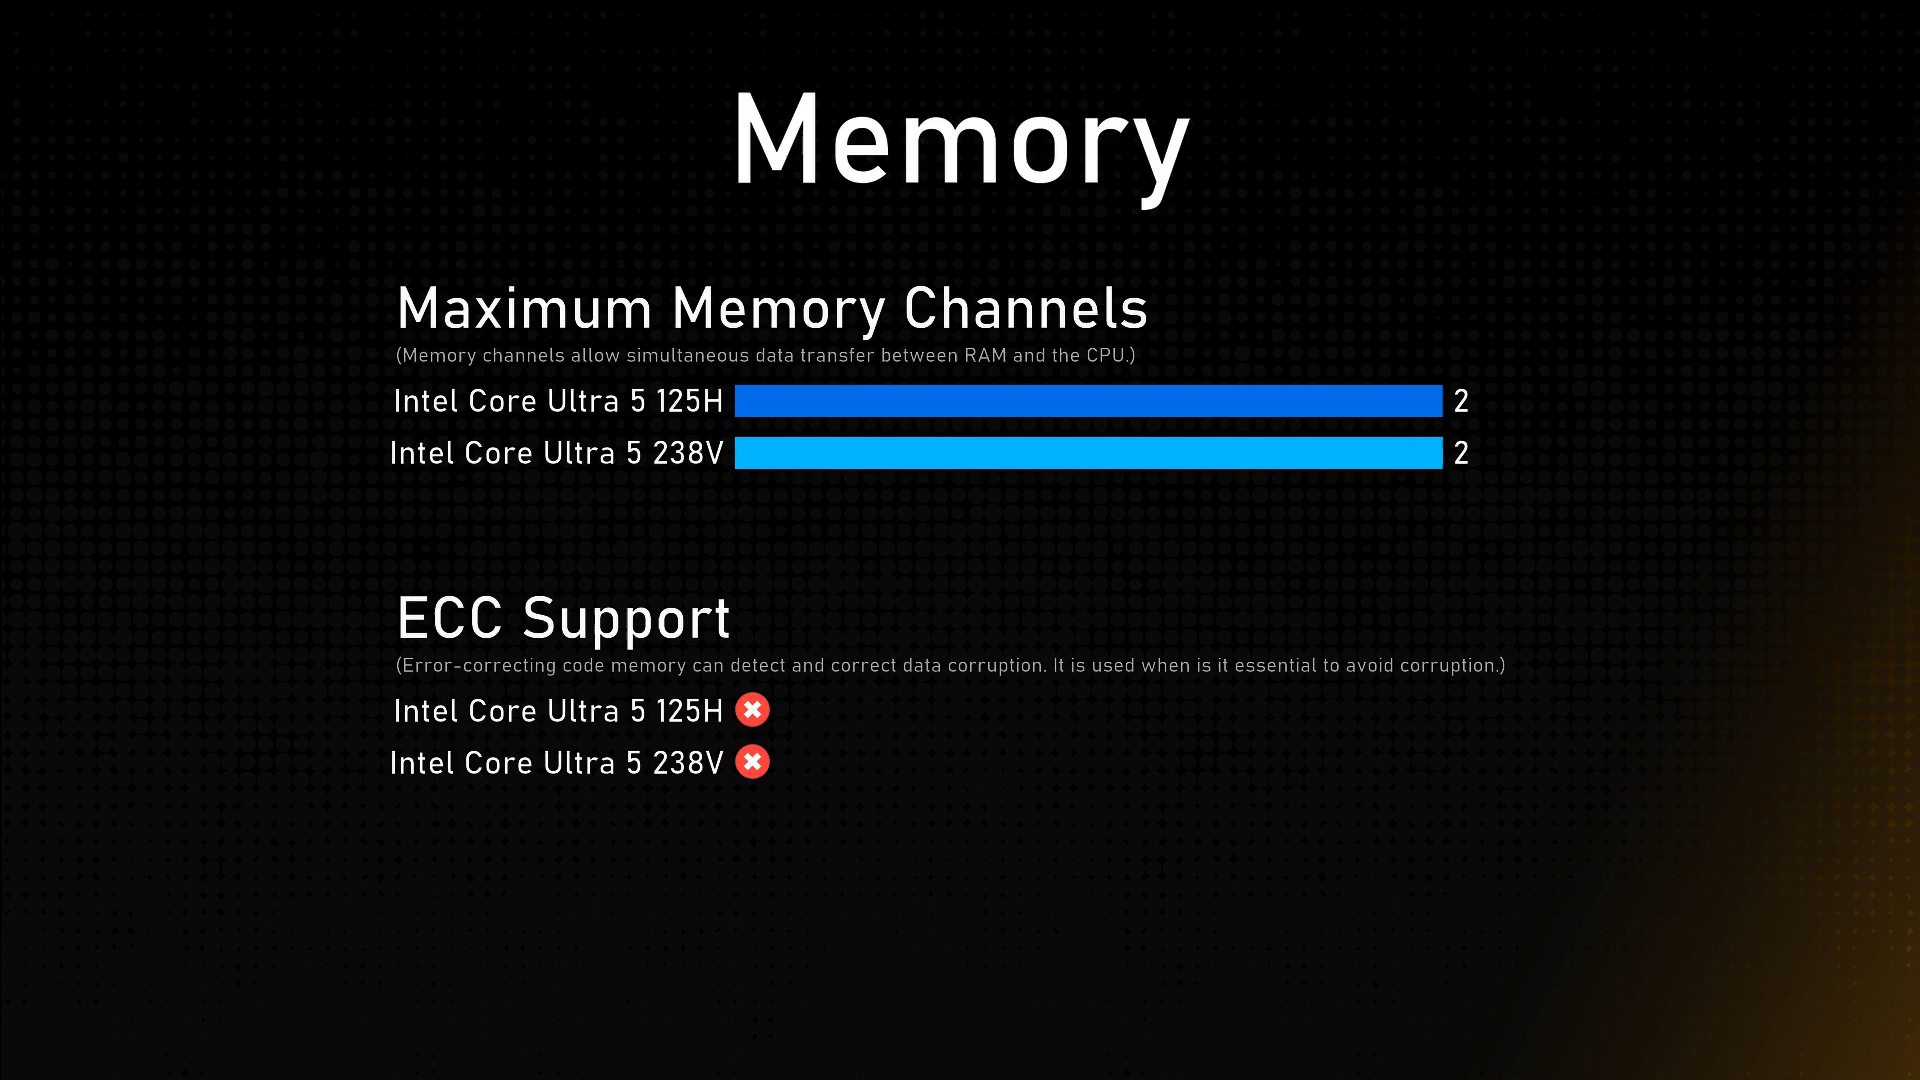 Memory
Maximum Memory Channels
(Memory channels allow simultaneous data transfer between RAM and the CPU.)
Intel Core Ultra 5 125H 2
Intel Core Ultra 5 238V 2
ECC Support
(Error-correcting code memory can detect and correct data corruption. It is used when is it essential to avoid corruption.)
Intel Core Ultra 5 125H
Intel Core Ultra 5 238V